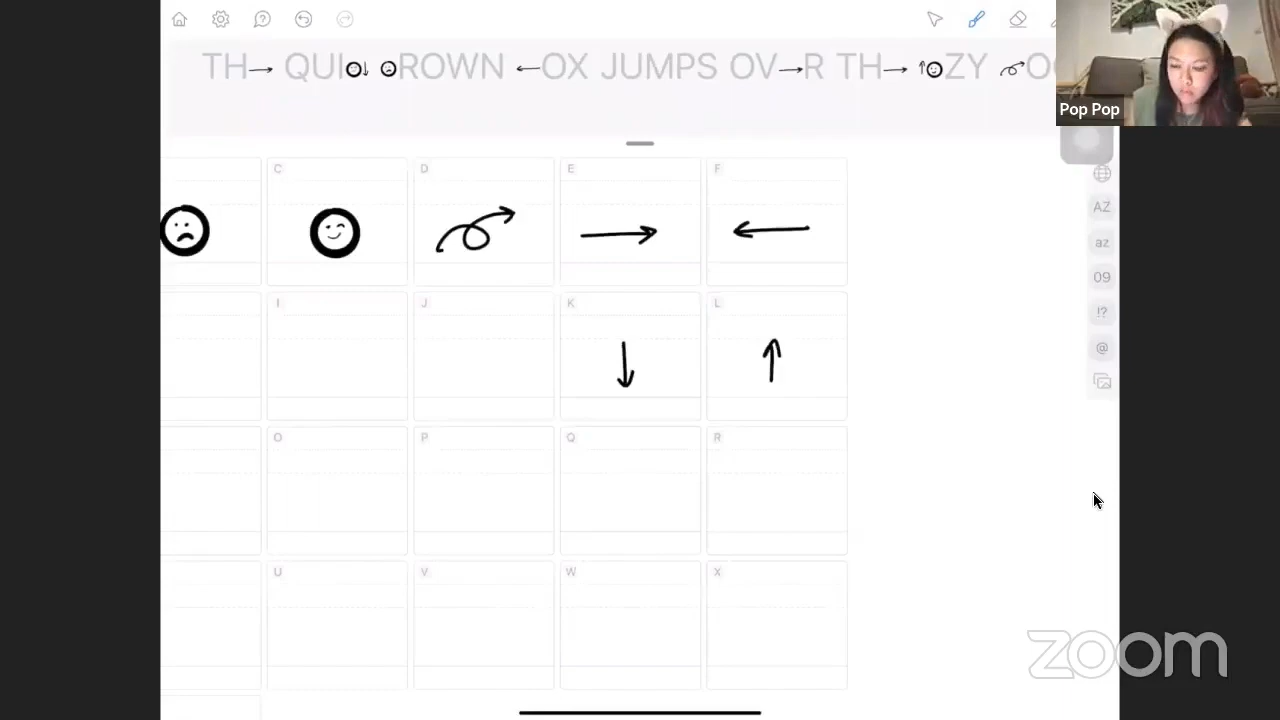 TH→ QUI↓ ROWN ←OX JUMPS OV→R TH→ ↑ZY O
Pop Pop
C D E F
AZ
az
I J K L
09
!?
@
O P Q R
U V W X
zoom